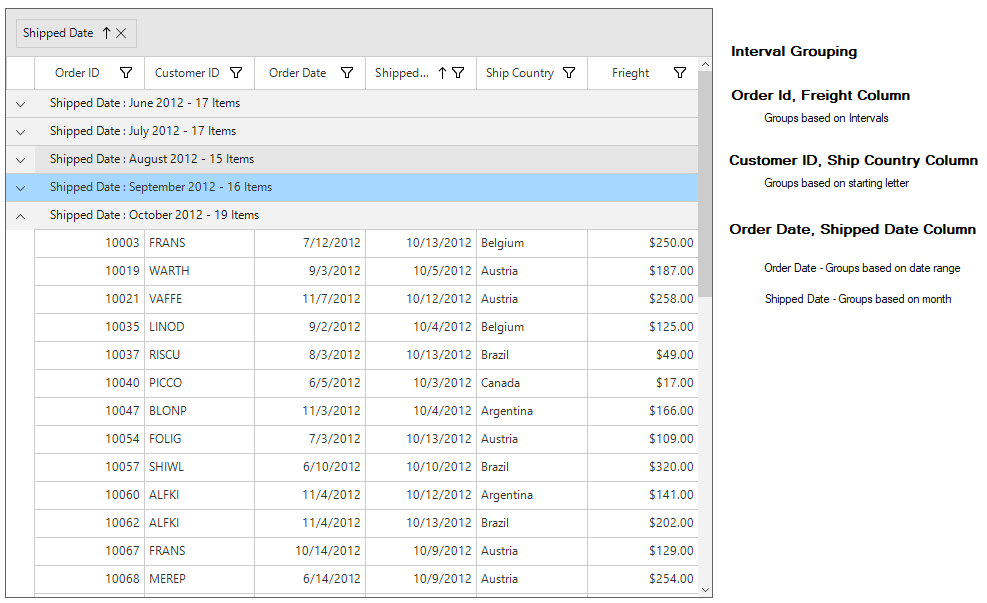 Shipped Date
Order ID Customer ID Order Date Shipped... Ship Country Frieght
Shipped Date : June 2012 - 17 Items
Shipped Date : July 2012 - 17 Items
Shipped Date : August 2012 - 15 Items
Shipped Date : September 2012 - 16 Items
Shipped Date : October 2012 - 19 Items
10003 FRANS 7/12/2012 10/13/2012 Belgium $250.00
10019 WARTH 9/3/2012 10/5/2012 Austria $187.00
10021 VAFFE 11/7/2012 10/12/2012 Austria $258.00
10035 LINOD 9/2/2012 10/4/2012 Belgium $125.00
10037 RISCU 8/3/2012 10/13/2012 Brazil $49.00
10040 PICCO 6/5/2012 10/3/2012 Canada $17.00
10047 BLONP 11/3/2012 10/4/2012 Argentina $166.00
10054 FOLIG 7/3/2012 10/13/2012 Austria $109.00
10057 SHIWL 6/10/2012 10/10/2012 Brazil $320.00
10060 ALFKI 11/4/2012 10/12/2012 Argentina $141.00
10062 ALFKI 11/4/2012 10/13/2012 Brazil $202.00
10067 FRANS 10/14/2012 10/9/2012 Austria $129.00
10068 MEREP 6/14/2012 10/9/2012 Austria $254.00
Interval Grouping
Order Id, Freight Column
Groups based on Intervals
Customer ID, Ship Country Column
Groups based on starting letter
Order Date, Shipped Date Column
Order Date - Groups based on date range
Shipped Date - Groups based on month